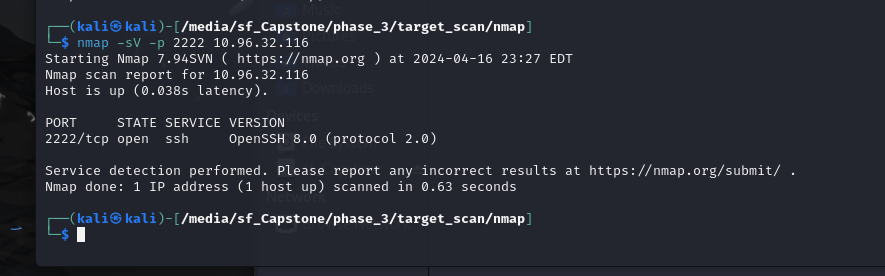 Music
┌──(kali㉿kali)-[/media/sf_Capstone/phase_3/target_scan/nmap]
└─$ nmap -sV -p 2222 10.96.32.116
Starting Nmap 7.94SVN ( https://nmap.org ) at 2024-04-16 23:27 EDT
Nmap scan report for 10.96.32.116
Host is up (0.038s latency).
Downloads
PORT     STATE SERVICE VERSION
2222/tcp open  ssh     OpenSSH 8.0 (protocol 2.0)
Service detection performed. Please report any incorrect results at https://nmap.org/submit/ .
Nmap done: 1 IP address (1 host up) scanned in 0.63 seconds
Network
┌──(kali㉿kali)-[/media/sf_Capstone/phase_3/target_scan/nmap]
└─$